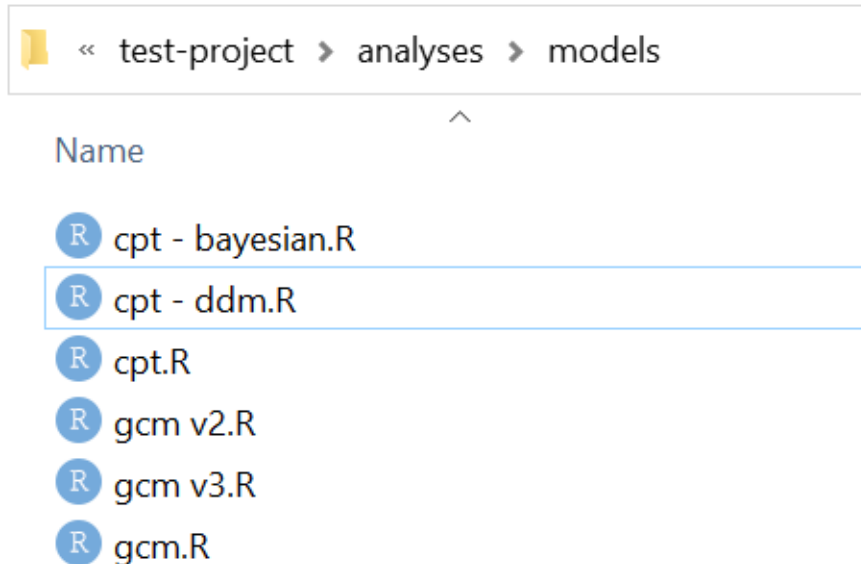 « test-project > analyses > models
Name
R cpt - bayesian.R
R cpt - ddm.R
R cpt.R
R gcm v2.R
R gcm v3.R
R gcm.R